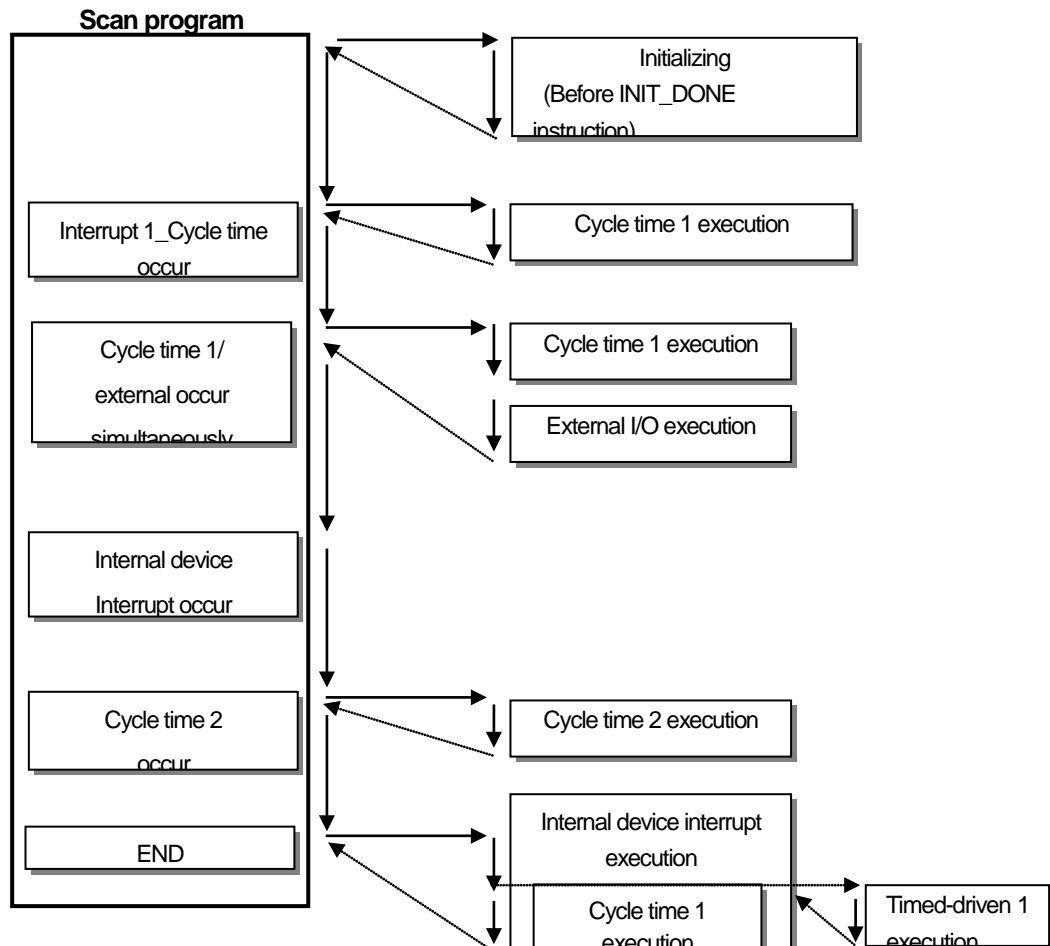 Scan program
Initializing
(Before INIT_DONE
instruction)
Interrupt 1_Cycle time
occur
Cycle time 1 execution
Cycle time 1/
external occur
simultaneously
Cycle time 1 execution
External I/O execution
Internal device
Interrupt occur
Cycle time 2
occur
Cycle time 2 execution
END
Internal device interrupt
execution
Cycle time 1
execution
Timed-driven 1
execution